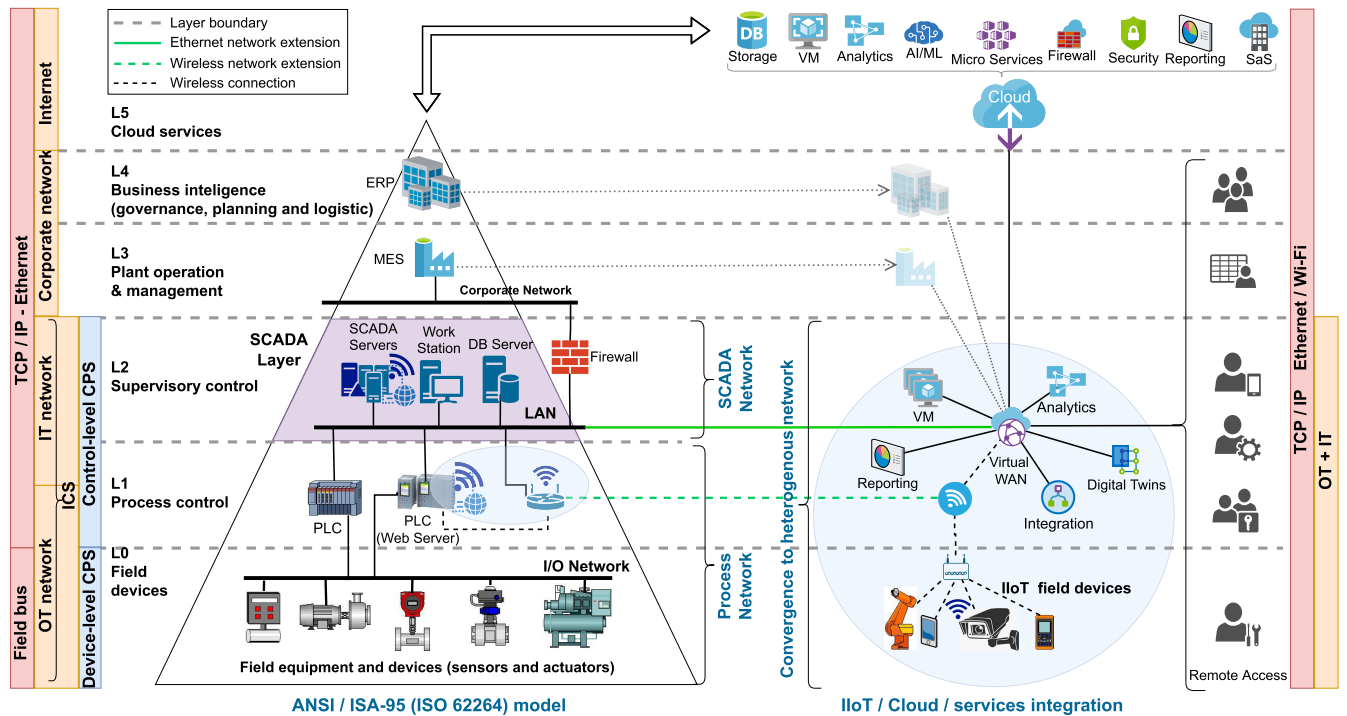 Layer boundary
Ethernet network extension
Wireless network extension
Wireless connection
DB
Storage
VM
Analytics
AI/ML
Micro Services
Firewall
Security
Reporting
SaS
Cloud
Internet
Corporate network
TCP / IP - Ethernet
IT network
ICS
Control-level CPS
Field bus
OT network
Device-level CPS
L5
Cloud services
L4
Business inteligence
(governance, planning and logistic)
L3
Plant operation
& management
L2
Supervisory control
L1
Process control
L0
Field
devices
ERP
MES
Corporate Network
SCADA
Layer
SCADA
Servers
Work
Station
DB Server
Firewall
LAN
PLC
PLC
(Web Server)
I/O Network
Field equipment and devices (sensors and actuators)
ANSI / ISA-95 (ISO 62264) model
SCADA
Network
Process
Network
Convergence to heterogenous network
VM
Analytics
Reporting
Virtual
WAN
Digital Twins
Integration
IIoT field devices
IIoT / Cloud / services integration
Remote Access
TCP / IP Ethernet / Wi-Fi
OT + IT